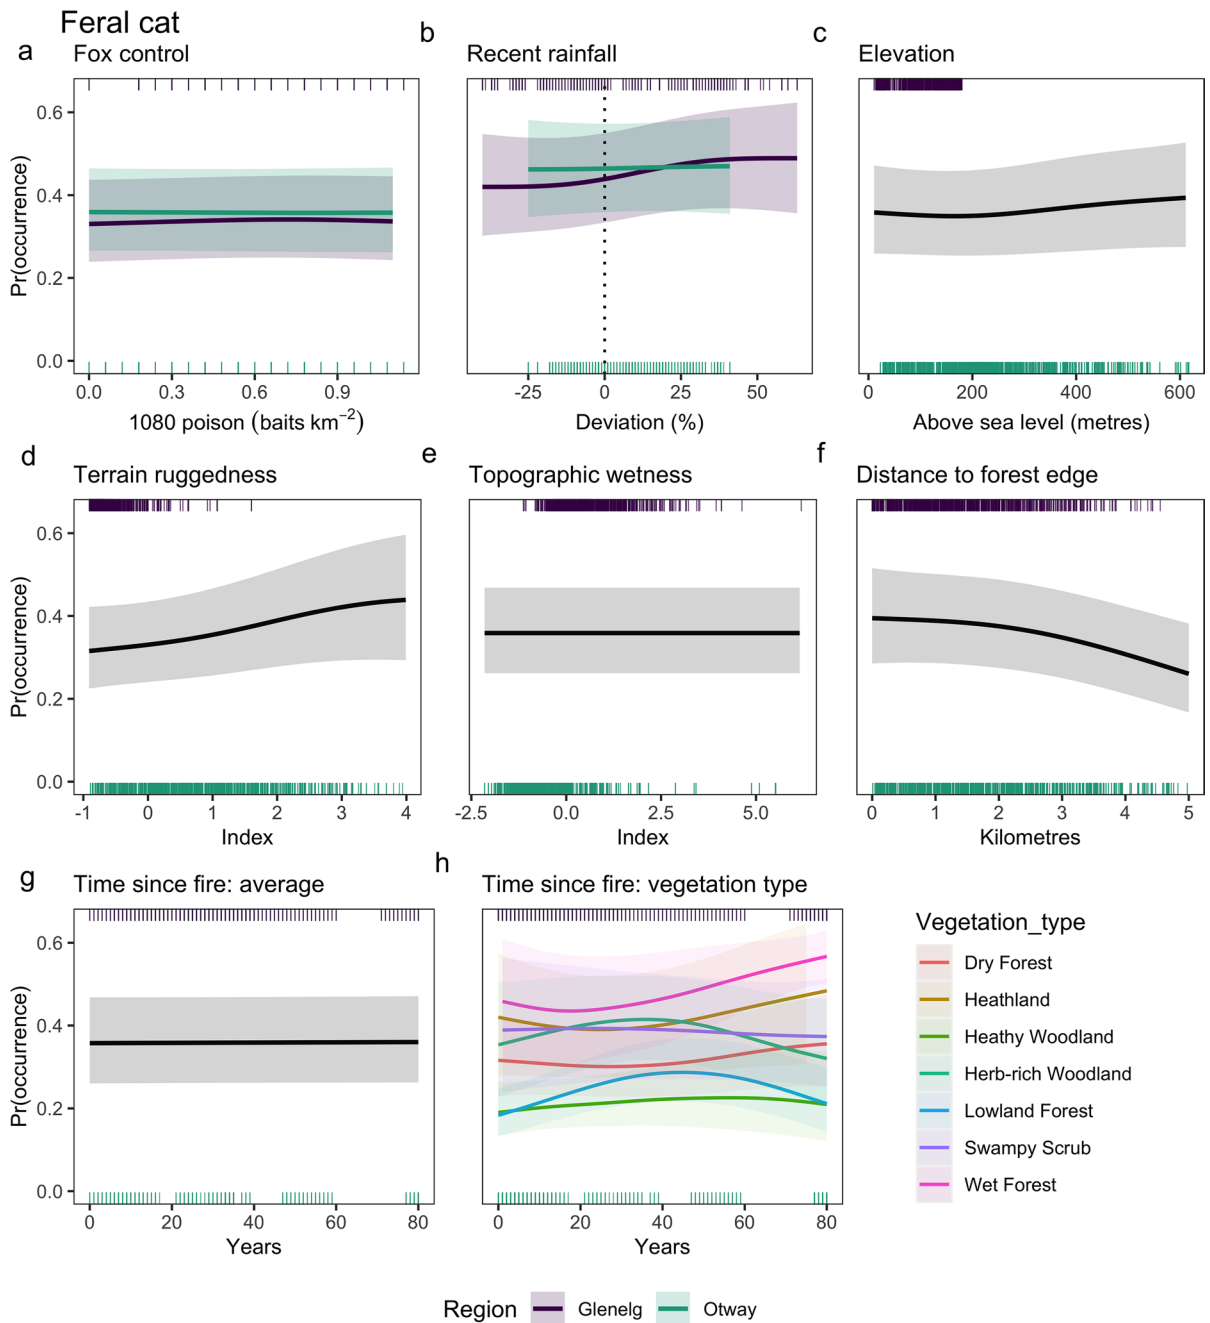 Feral cat
a
Fox control
b
Recent rainfall
c
Elevation
Pr(occurrence)
0.6
0.4
0.2
0.0
0.0 0.3 0.6 0.9
1080 poison (baits km⁻²)
-25 0 25 50
Deviation (%)
0 200 400 600
Above sea level (metres)
d
Terrain ruggedness
e
Topographic wetness
f
Distance to forest edge
Pr(occurrence)
0.6
0.4
0.2
0.0
-1 0 1 2 3 4
Index
-2.5 0.0 2.5 5.0
Index
0 1 2 3 4 5
Kilometres
g
Time since fire: average
h
Time since fire: vegetation type
Pr(occurrence)
0.6
0.4
0.2
0.0
0 20 40 60 80
Years
0 20 40 60 80
Years
Vegetation_type
Dry Forest
Heathland
Heathy Woodland
Herb-rich Woodland
Lowland Forest
Swampy Scrub
Wet Forest
Region Glenelg Otway